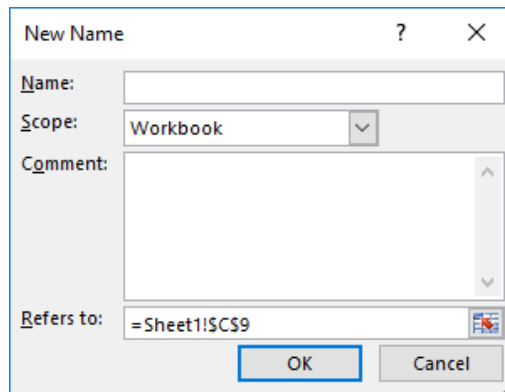 New Name ?
Name:
Scope: Workbook
Comment:
Refers to: =Sheet1!$C$9
OK Cancel